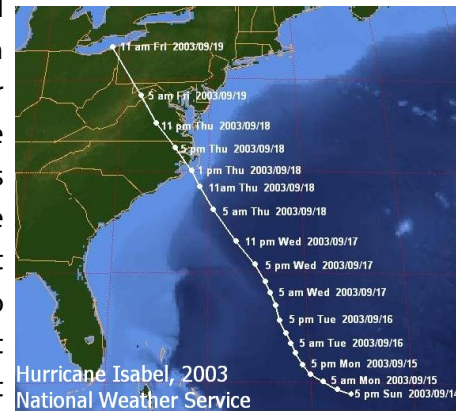 11 am Fri 2003/09/19
5 am Fri 2003/09/19
11 pm Thu 2003/09/18
5 pm Thu 2003/09/18
1 pm Thu 2003/09/18
11am Thu 2003/09/18
5 am Thu 2003/09/18
11 pm Wed 2003/09/17
5 pm Wed 2003/09/17
5 am Wed 2003/09/17
5 pm Tue 2003/09/16
5 am Tue 2003/09/16
5 pm Mon 2003/09/15
5 am Mon 2003/09/15
5 pm Sun 2003/09/14
Hurricane Isabel, 2003
National Weather Service